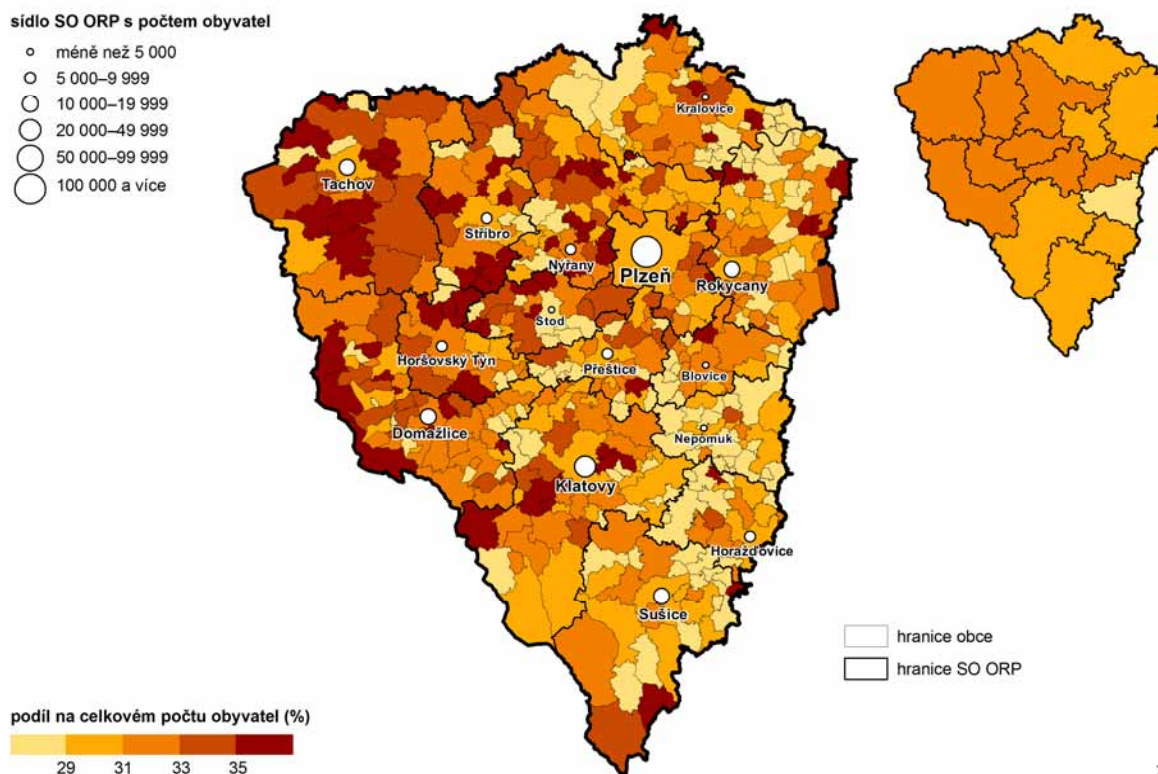 sídlo SO ORP s počtem obyvatel
méně než 5 000
5 000–9 999
10 000–19 999
20 000–49 999
50 000–99 999
100 000 a více
Kralovice
Tachov
Stříbro
Nýřany
Plzeň
Rokycany
Stod
Horšovský Týn
Přeštice
Blovice
Domažlice
Nepomuk
Klatovy
Horažďovice
Sušice
hranice obce
hranice SO ORP
podíl na celkovém počtu obyvatel (%)
29 31 33 35